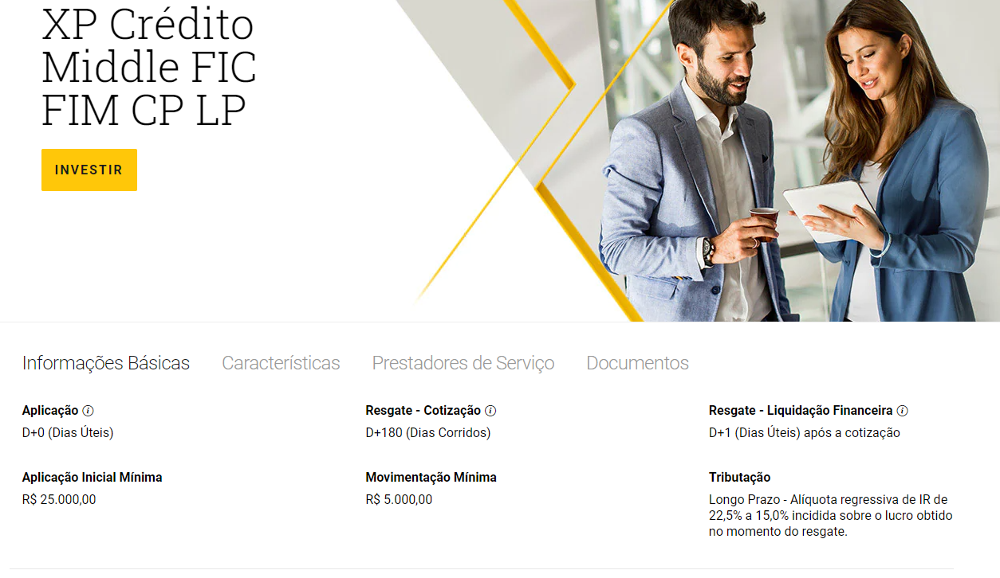 XP Crédito
Middle FIC
FIM CP LP
INVESTIR
Informações Básicas
Características
Prestadores de Serviço
Documentos
Aplicação
D+0 (Dias Úteis)
Resgate - Cotização
D+180 (Dias Corridos)
Resgate - Liquidação Financeira
D+1 (Dias Úteis) após a cotização
Aplicação Inicial Mínima
R$ 25.000,00
Movimentação Mínima
R$ 5.000,00
Tributação
Longo Prazo - Alíquota regressiva de IR de
22,5% a 15,0% incidida sobre o lucro obtido
no momento do resgate.